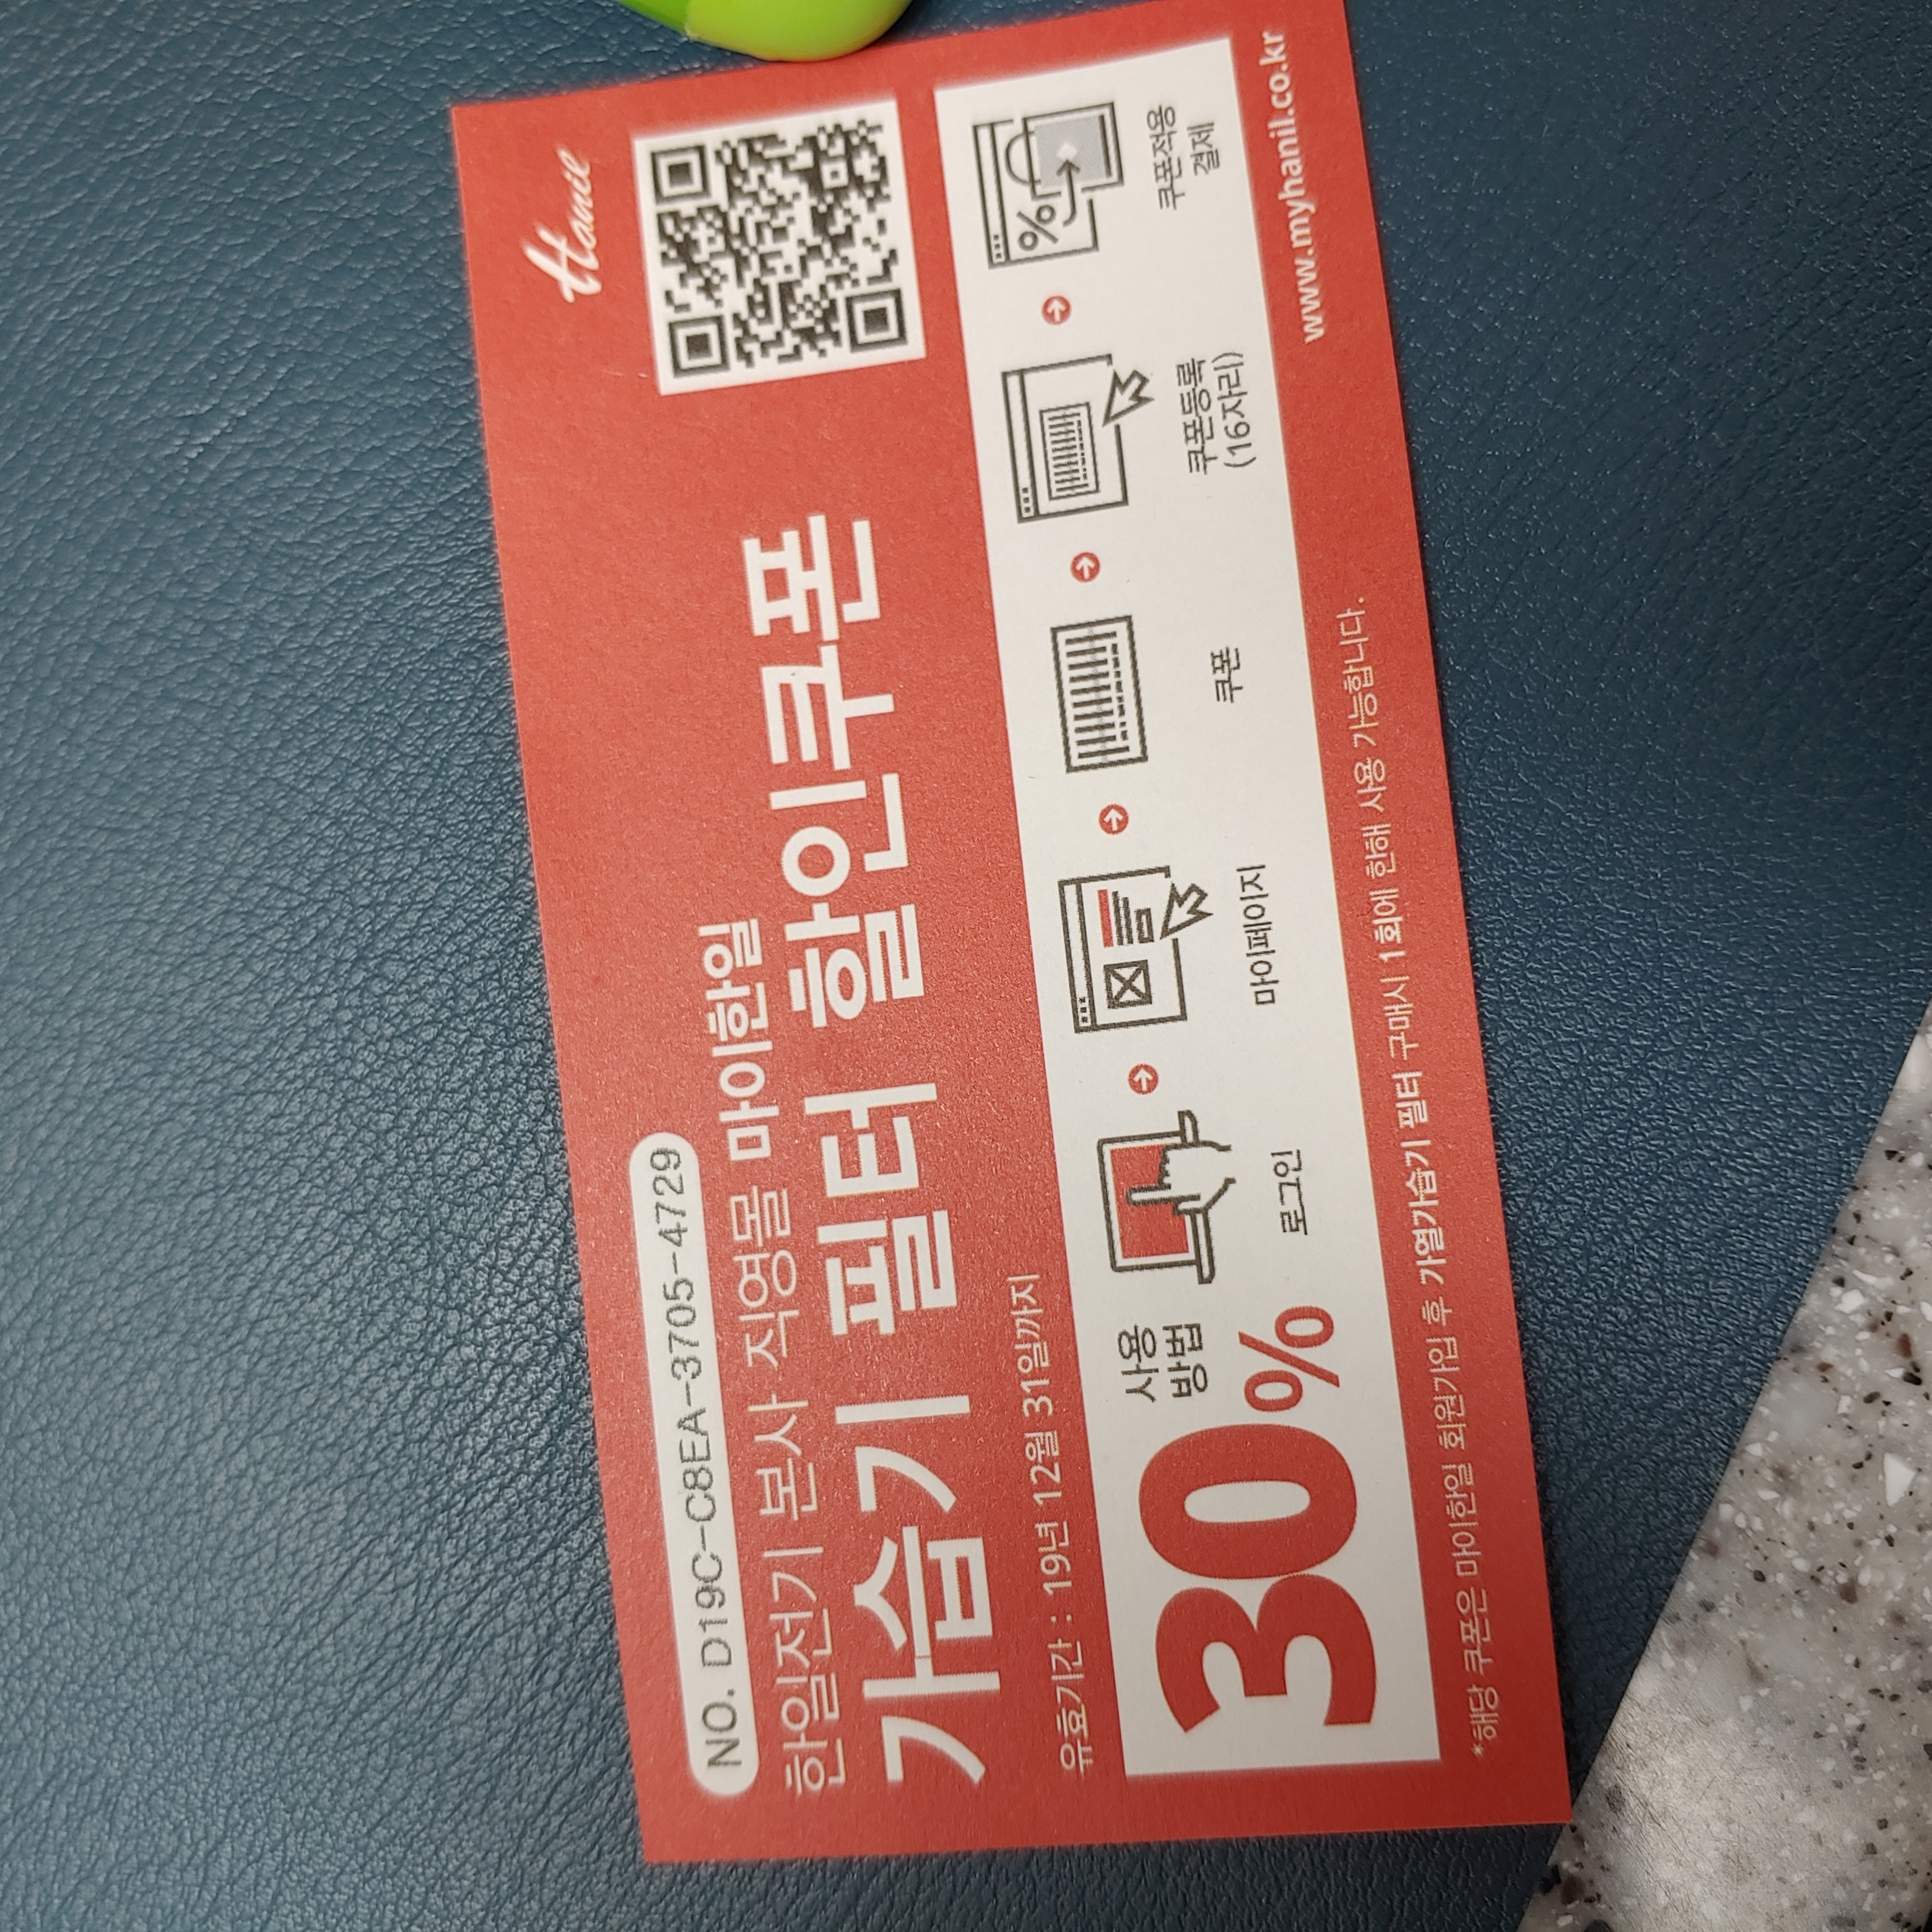 NO. D19C-C8EA-3705-4729
Hanil
한일전기 본사 직영몰 마이한일
가습기 필터 할인쿠폰
유효기간 : 19년 12월 31일까지
30%
사용
방법
로그인
마이페이지
쿠폰
쿠폰등록
(16자리)
쿠폰적용
결제
*해당 쿠폰은 마이한일 회원가입 후 가열가습기 필터 구매시 1회에 한해 사용 가능합니다.
www.myhanil.co.kr